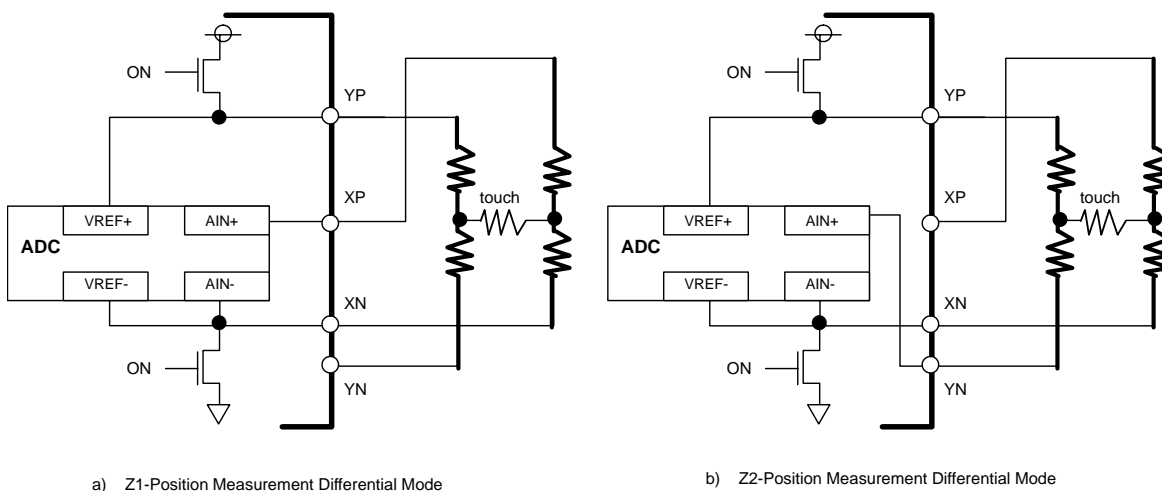 ON
YP
XP
touch
VREF+
AIN+
ADC
VREF-
AIN-
XN
ON
YN
a) Z1-Position Measurement Differential Mode
ON
YP
XP
touch
VREF+
AIN+
ADC
VREF-
AIN-
XN
ON
YN
b) Z2-Position Measurement Differential Mode